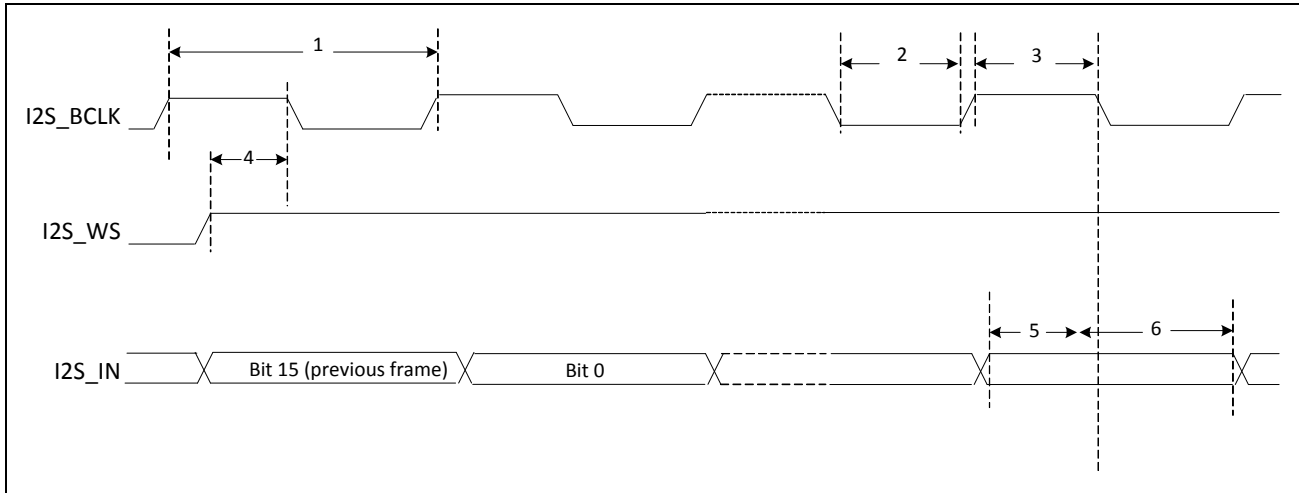 1
2
3
I2S_BCLK
4
I2S_WS
5
6
I2S_IN
Bit 15 (previous frame)
Bit 0